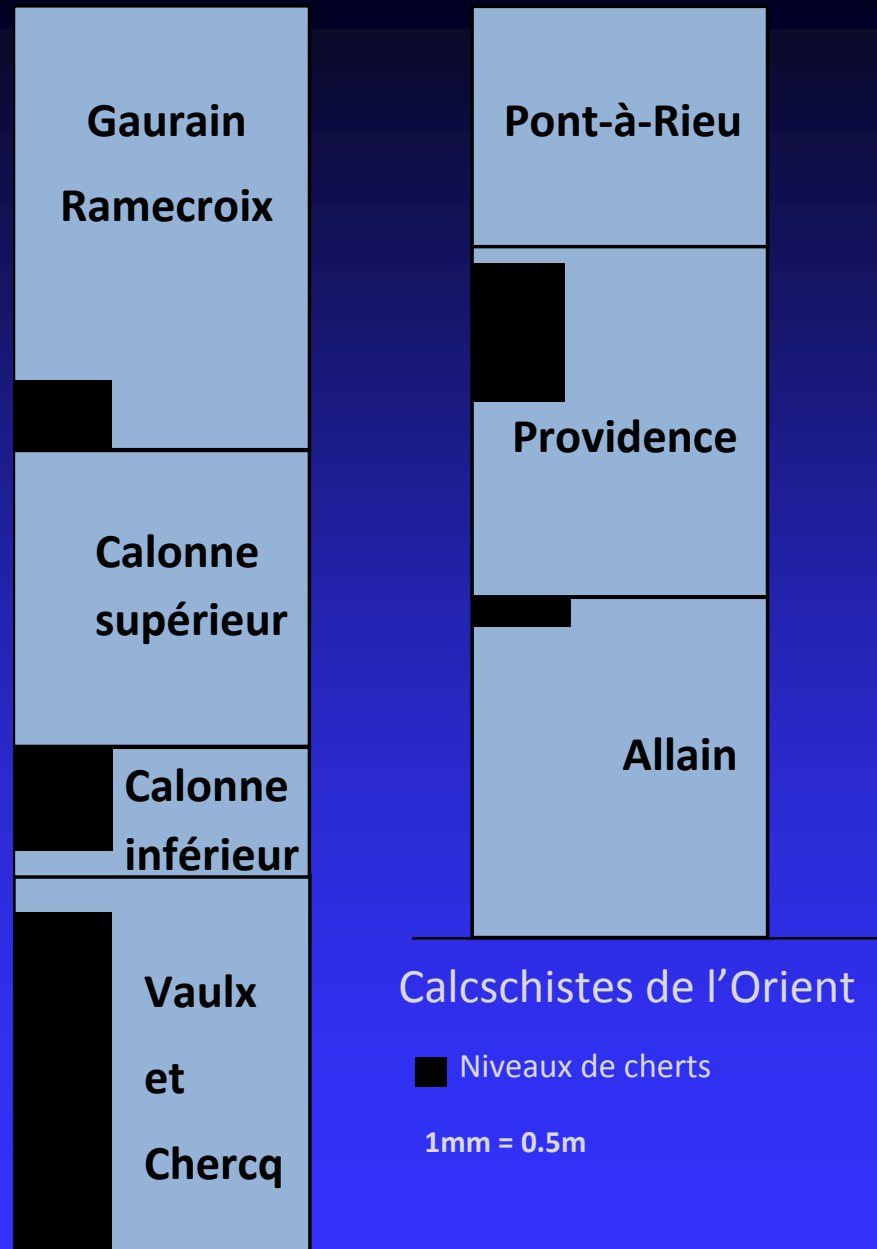 Gaurain
Ramecroix
Calonne
supérieur
Calonne
inférieur
Vaulx
et
Chercq
Pont-à-Rieu
Providence
Allain
Calcschistes de l’Orient
Niveaux de cherts
1mm = 0.5m